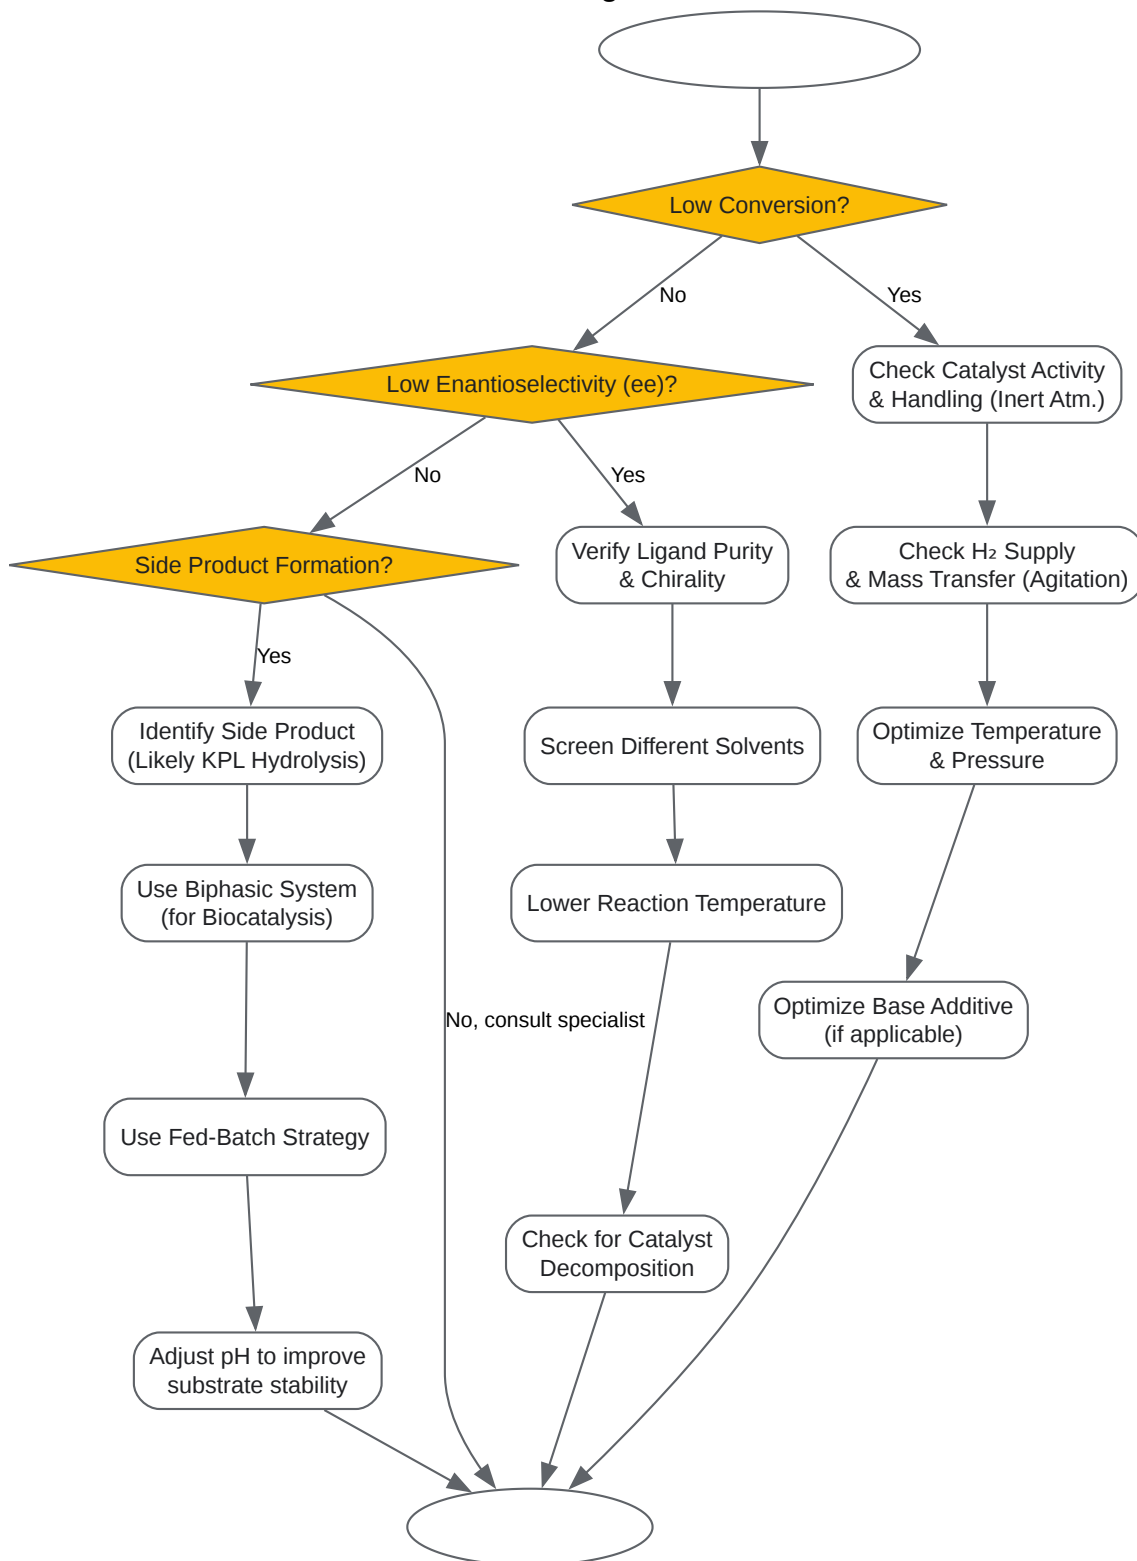 Low Conversion?
No
Yes
Low Enantioselectivity (ee)?
Check Catalyst Activity
& Handling (Inert Atm.)
No
Yes
Side Product Formation?
Verify Ligand Purity
& Chirality
Check H₂ Supply
& Mass Transfer (Agitation)
Yes
Identify Side Product
(Likely KPL Hydrolysis)
Screen Different Solvents
Optimize Temperature
& Pressure
Use Biphasic System
(for Biocatalysis)
Lower Reaction Temperature
No, consult specialist
Optimize Base Additive
(if applicable)
Use Fed-Batch Strategy
Check for Catalyst
Decomposition
Adjust pH to improve
substrate stability